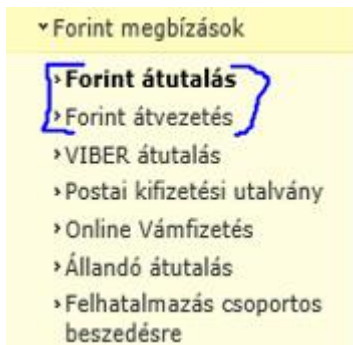 Forint megbízások
Forint átutalás
Forint átvezetés
VIBER átutalás
Postai kifizetési utalvány
Online Vámfizetés
Állandó átutalás
Felhatalmazás csoportos
beszedésre